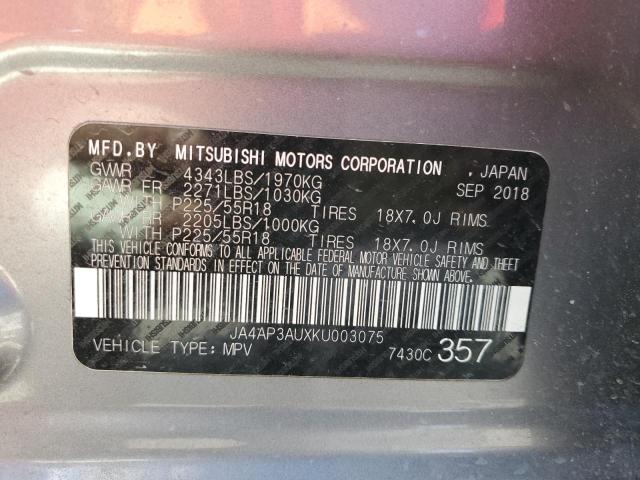 MFD.BY MITSUBISHI MOTORS CORPORATION , JAPAN
GVWR 4343LBS/1970KG SEP 2018
GAWR FR 2271LBS/1030KG
WITH P225/55R18 TIRES 18X7.0J RIMS
GAWR RR 2205LBS/1000KG
WITH P225/55R18 TIRES 18X7.0J RIMS
THIS VEHICLE CONFORMS TO ALL APPLICABLE FEDERAL MOTOR VEHICLE SAFETY AND THEFT
PREVENTION STANDARDS IN EFFECT ON THE DATE OF MANUFACTURE SHOWN ABOVE.
JA4AP3AUXKU003075
VEHICLE TYPE: MPV 7430C 357